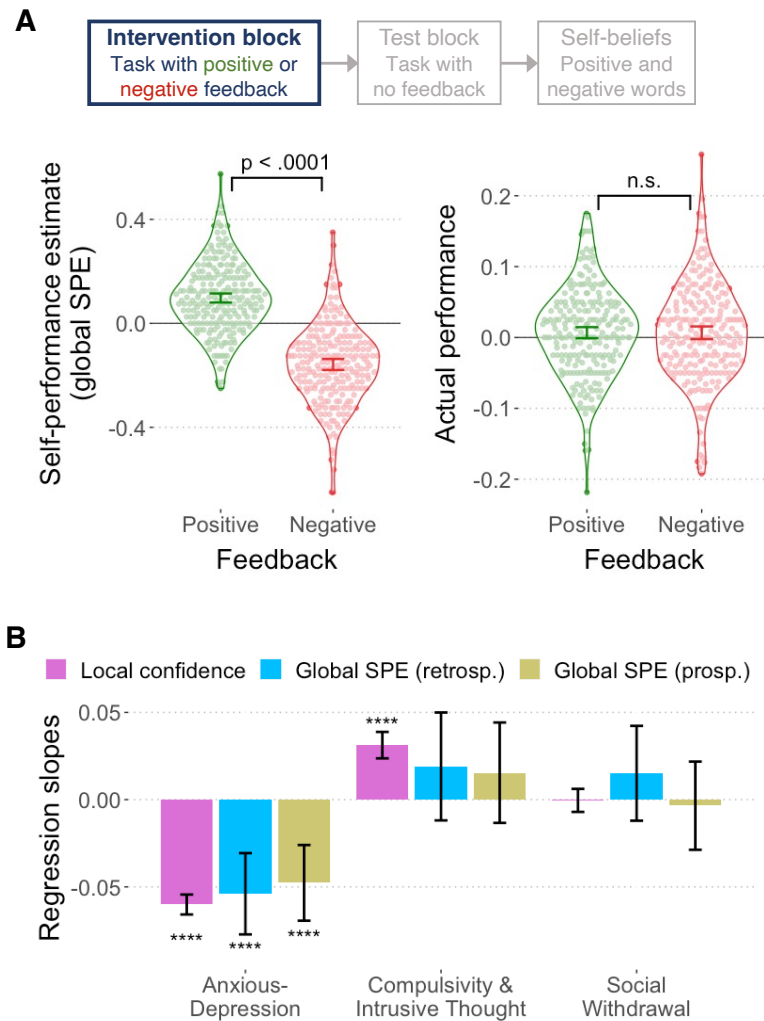 A
Intervention block
Task with positive or
negative feedback
Test block
Task with
no feedback
Self-beliefs
Positive and
negative words
Self-performance estimate
(global SPE)
p < .0001
0.4
0.0
-0.4
Positive
Negative
Feedback
Actual performance
n.s.
0.2
0.1
0.0
-0.1
-0.2
Positive
Negative
Feedback
B
Local confidence
Global SPE (retrosp.)
Global SPE (prosp.)
Regression slopes
0.05
0.00
-0.05
****
****
****
****
Anxious-
Depression
Compulsivity &
Intrusive Thought
Social
Withdrawal